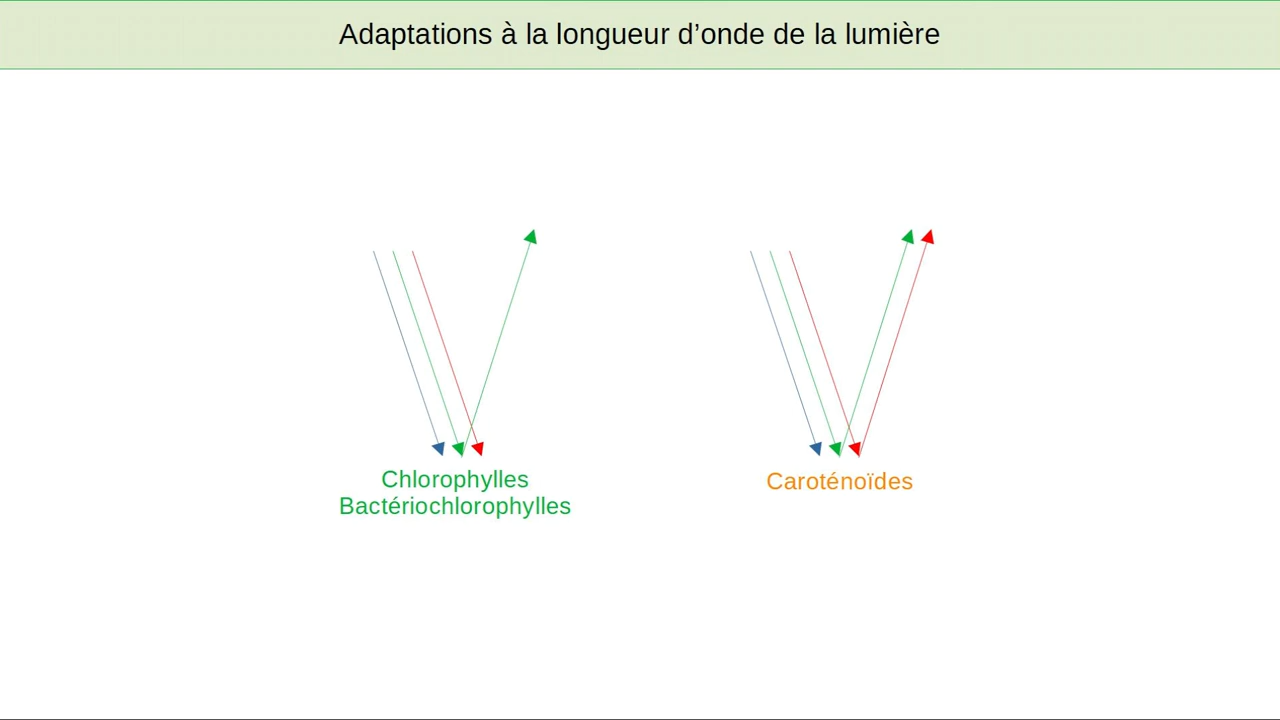 Adaptations à la longueur d’onde de la lumière
Chlorophylles
Bactériochlorophylles
Caroténoïdes